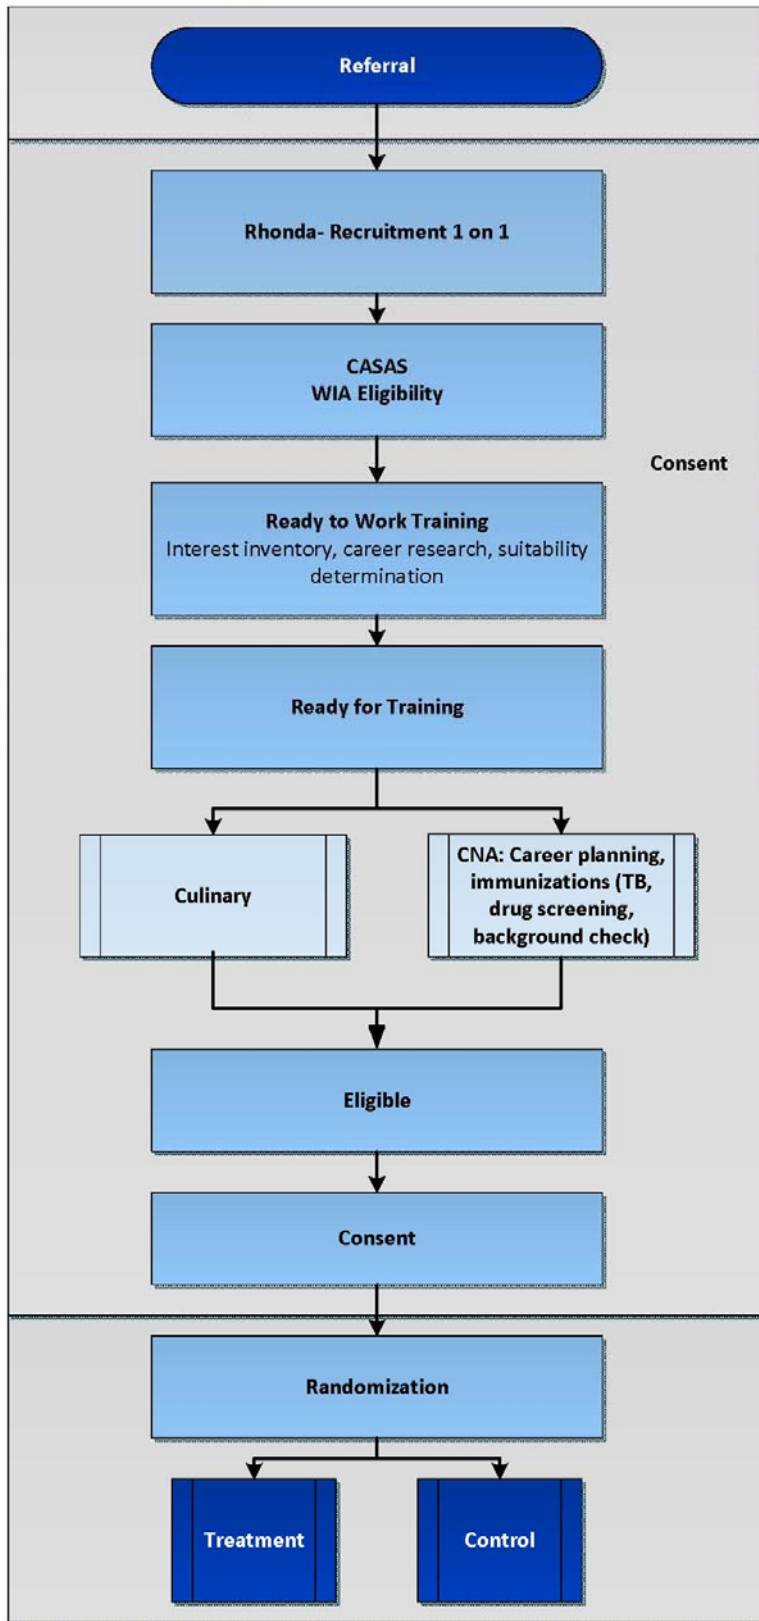 Referral
Rhonda- Recruitment 1 on 1
CASAS
WIA Eligibility
Consent
Ready to Work Training
Interest inventory, career research, suitability
determination
Ready for Training
Culinary
CNA: Career planning,
immunizations (TB,
drug screening,
background check)
Eligible
Consent
Randomization
Treatment
Control